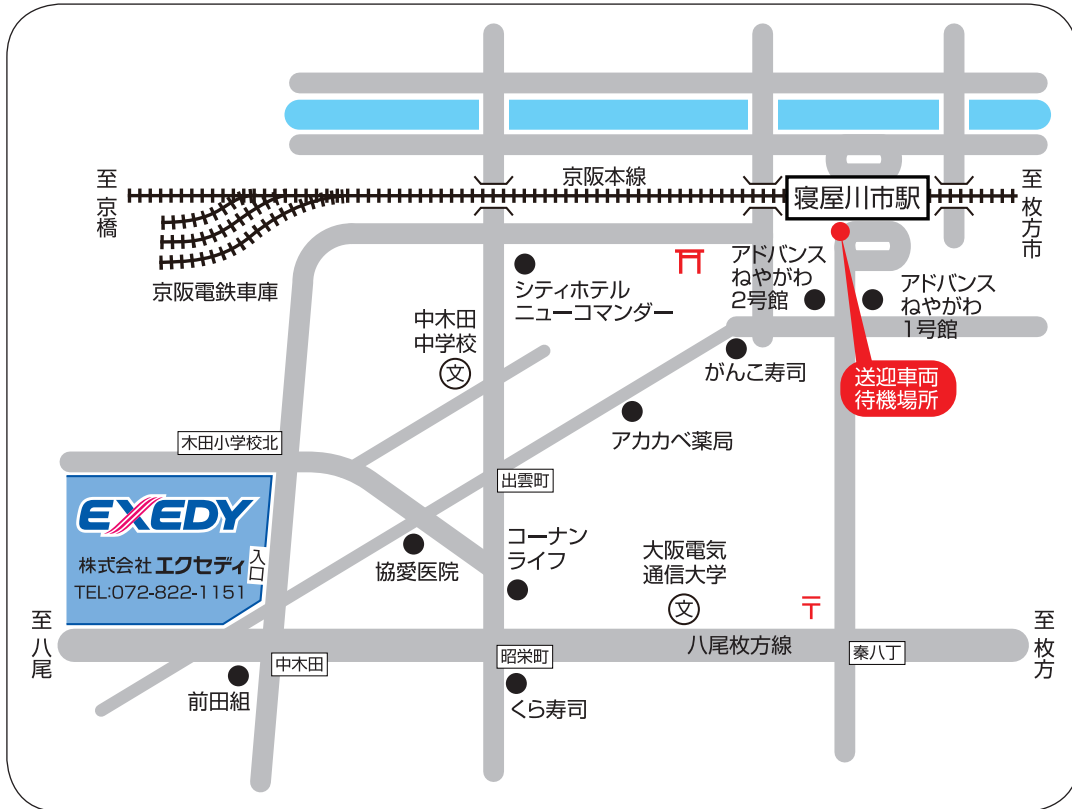 至京橋
京阪本線
寝屋川市駅
至枚方市
京阪電鉄車庫
シティホテル
ニューコマンダー
アドバンス
ねやがわ
2号館
アドバンス
ねやがわ
1号館
中木田
中学校
文
がんこ寿司
送迎車両
待機場所
アカカベ薬局
木田小学校北
出雲町
EXEDY
株式会社 エクセディ
TEL:072-822-1151
入口
協愛医院
コーナン
ライフ
大阪電気
通信大学
文
〒
至八尾
八尾枚方線
至枚方
中木田
昭栄町
秦八丁
前田組
くら寿司